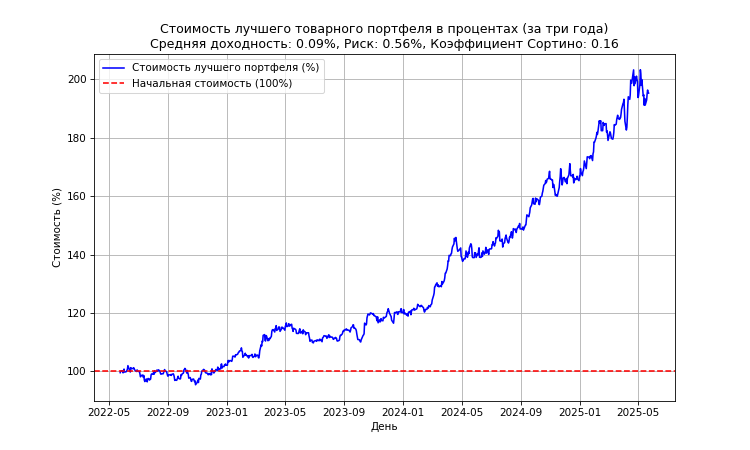 Стоимость лучшего товарного портфеля в процентах (за три года)
Средняя доходность: 0.09%, Риск: 0.56%, Коэффициент Сортино: 0.16
Стоимость лучшего портфеля (%)
Начальная стоимость (100%)
Стоимость (%)
200
180
160
140
120
100
2022-05 2022-09 2023-01 2023-05 2023-09 2024-01 2024-05 2024-09 2025-01 2025-05
День